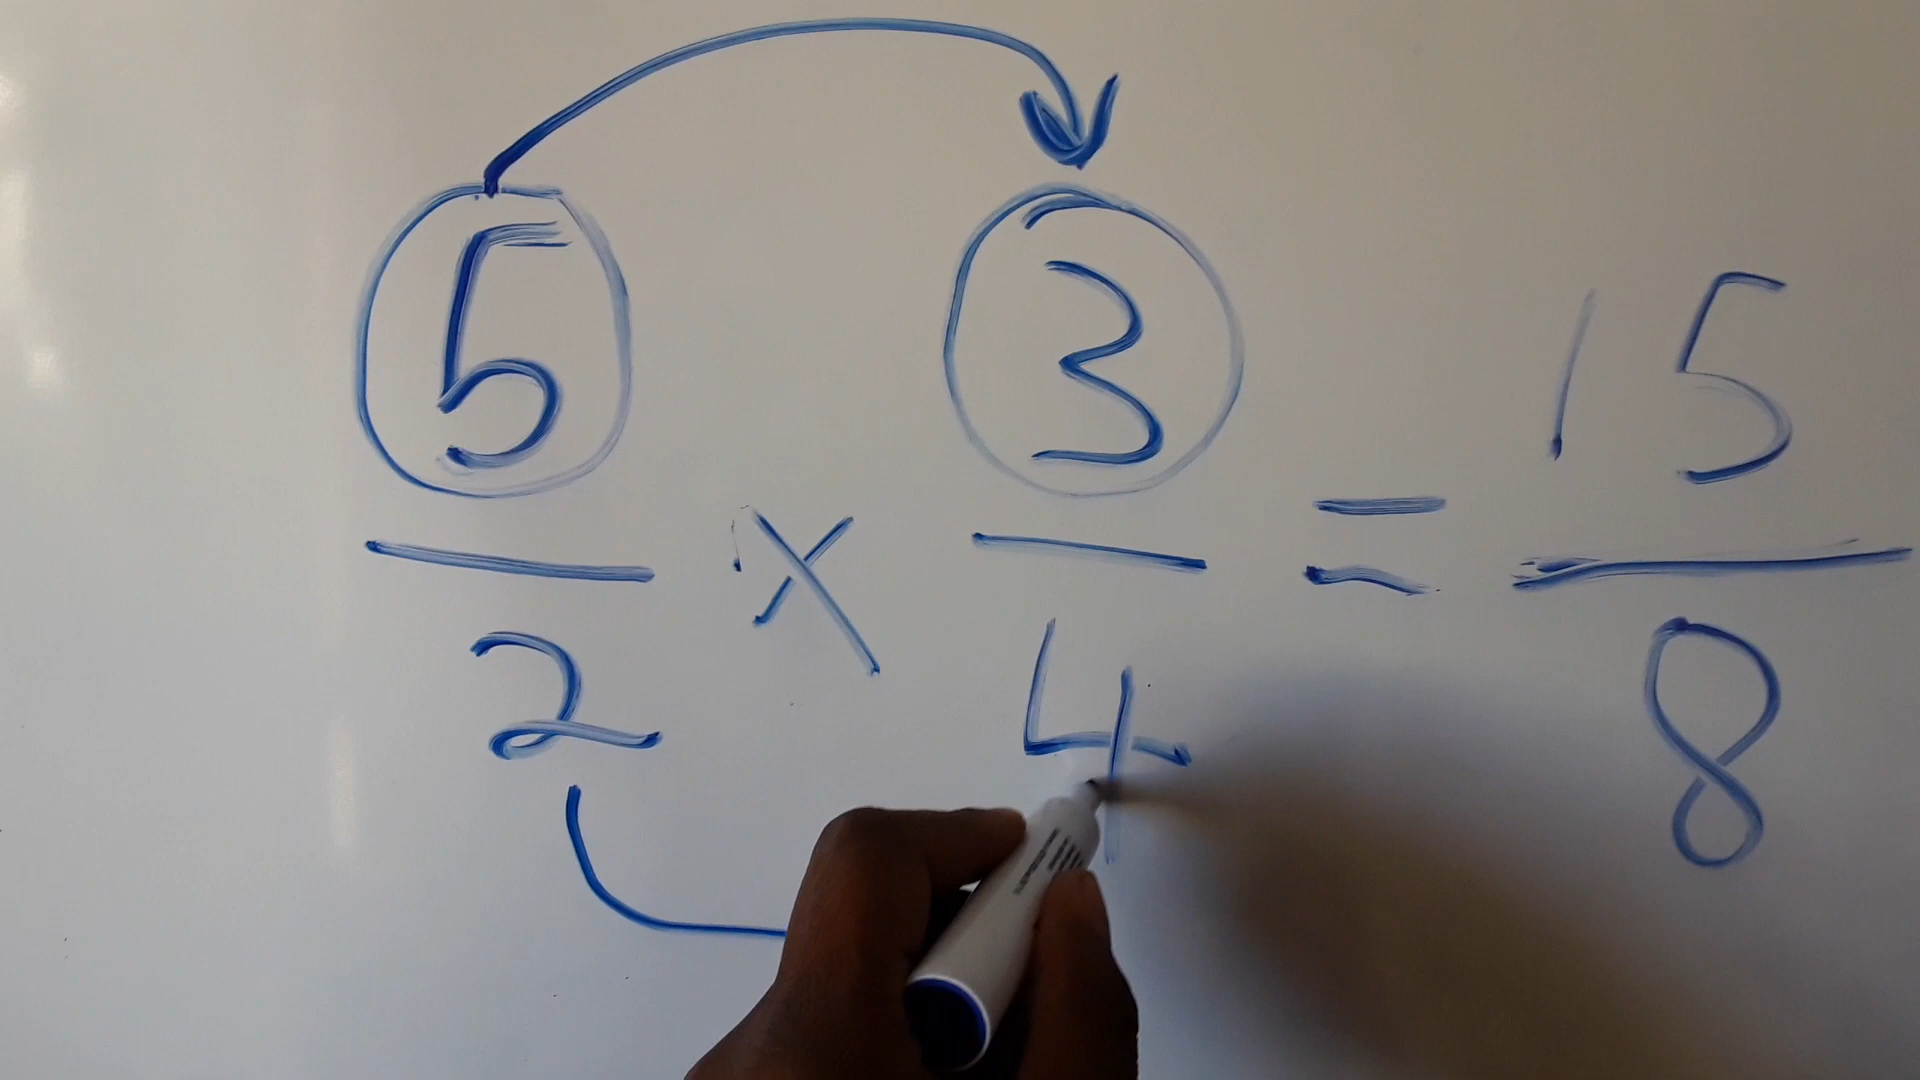 5/2 × 3/4 = 15/8